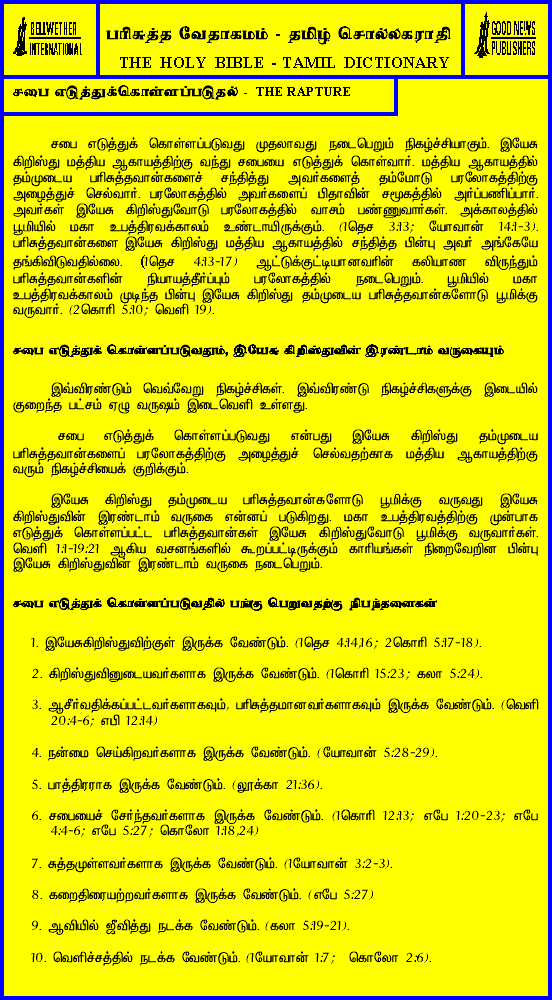 BELLWETHER
INTERNATIONAL
பரிசுத்த வேதாகமம் - தமிழ் சொல்லகராதி
THE HOLY BIBLE - TAMIL DICTIONARY
GOOD NEWS
PUBLISHERS
சபை எடுத்துக்கொள்ளப்படுதல் - THE RAPTURE
சபை எடுத்துக் கொள்ளப்படுவது முதலாவது நடைபெறும் நிகழ்ச்சியாகும். இயேசு
கிறிஸ்து மத்திய ஆகாயத்திற்கு வந்து சபையை எடுத்துக் கொள்வார். மத்திய ஆகாயத்தில்
தம்முடைய பரிசுத்தவான்களைச் சந்தித்து அவர்களைத் தம்மோடு பரலோகத்திற்கு
அழைத்துச் செல்வார். பரலோகத்தில் அவர்களைப் பிதாவின் சமூகத்தில் அர்ப்பணிப்பார்.
அவர்கள் இயேசு கிறிஸ்துவோடு பரலோகத்தில் வாசம் பண்ணுவார்கள். அக்காலத்தில்
பூமியில் மகா உபத்திரவக்காலம் உண்டாயிருக்கும். (1தெச 3:13; யோவான் 14:1-3).
பரிசுத்தவான்களை இயேசு கிறிஸ்து மத்திய ஆகாயத்தில் சந்தித்த பின்பு அவர் அங்கேயே
தங்கிவிடுவதில்லை. (1தெச 4:13-17) ஆட்டுக்குட்டியானவரின் கலியாண விருந்தும்
பரிசுத்தவான்களின் நியாயத்தீர்ப்பும் பரலோகத்தில் நடைபெறும். பூமியில் மகா
உபத்திரவக்காலம் முடிந்த பின்பு இயேசு கிறிஸ்து தம்முடைய பரிசுத்தவான்களோடு பூமிக்கு
வருவார். (2கொரி 5:10; வெளி 19).
சபை எடுத்துக் கொள்ளப்படுவதும், இயேசு கிறிஸ்துவின் இரண்டாம் வருகையும்
இவ்விரண்டும் வெவ்வேறு நிகழ்ச்சிகள். இவ்விரண்டு நிகழ்ச்சிகளுக்கு இடையில்
குறைந்த பட்சம் ஏழு வருஷம் இடைவெளி உள்ளது.
சபை எடுத்துக் கொள்ளப்படுவது என்பது இயேசு கிறிஸ்து தம்முடைய
பரிசுத்தவான்களைப் பரலோகத்திற்கு அழைத்துச் செல்வதற்காக மத்திய ஆகாயத்திற்கு
வரும் நிகழ்ச்சியைக் குறிக்கும்.
இயேசு கிறிஸ்து தம்முடைய பரிசுத்தவான்களோடு பூமிக்கு வருவது இயேசு
கிறிஸ்துவின் இரண்டாம் வருகை என்னப் படுகிறது. மகா உபத்திரவத்திற்கு முன்பாக
எடுத்துக் கொள்ளப்பட்ட பரிசுத்தவான்கள் இயேசு கிறிஸ்துவோடு பூமிக்கு வருவார்கள்.
வெளி 1:1-19:21 ஆகிய வசனங்களில் கூறப்பட்டிருக்கும் காரியங்கள் நிறைவேறின பின்பு
இயேசு கிறிஸ்துவின் இரண்டாம் வருகை நடைபெறும்.
சபை எடுத்துக் கொள்ளப்படுவதில் பங்கு பெறுவதற்கு நிபந்தனைகள்
1. இயேசுகிறிஸ்துவிற்குள் இருக்க வேண்டும். (1தெச 4:14,16; 2கொரி 5:17-18).
2. கிறிஸ்துவினுடையவர்களாக இருக்க வேண்டும். (1கொரி 15:23; கலா 5:24).
3. ஆசீர்வதிக்கப்பட்டவர்களாகவும், பரிசுத்தமானவர்களாகவும் இருக்க வேண்டும். (வெளி
20:4-6; எபி 12:14)
4. நன்மை செய்கிறவர்களாக இருக்க வேண்டும். (யோவான் 5:28-29).
5. பாத்திரராக இருக்க வேண்டும். (லூக்கா 21:36).
6. சபையைச் சேர்ந்தவர்களாக இருக்க வேண்டும். (1கொரி 12:13; எபே 1:20-23; எபே
4:4-6; எபே 5:27; கொலோ 1:18,24)
7. சுத்தமுள்ளவர்களாக இருக்க வேண்டும். (1யோவான் 3:2-3).
8. கறைதிரையற்றவர்களாக இருக்க வேண்டும். (எபே 5:27)
9. ஆவியில் ஜீவித்து நடக்க வேண்டும். (கலா 5:19-21).
10. வெளிச்சத்தில் நடக்க வேண்டும். (1யோவான் 1:7; கொலோ 2:6).